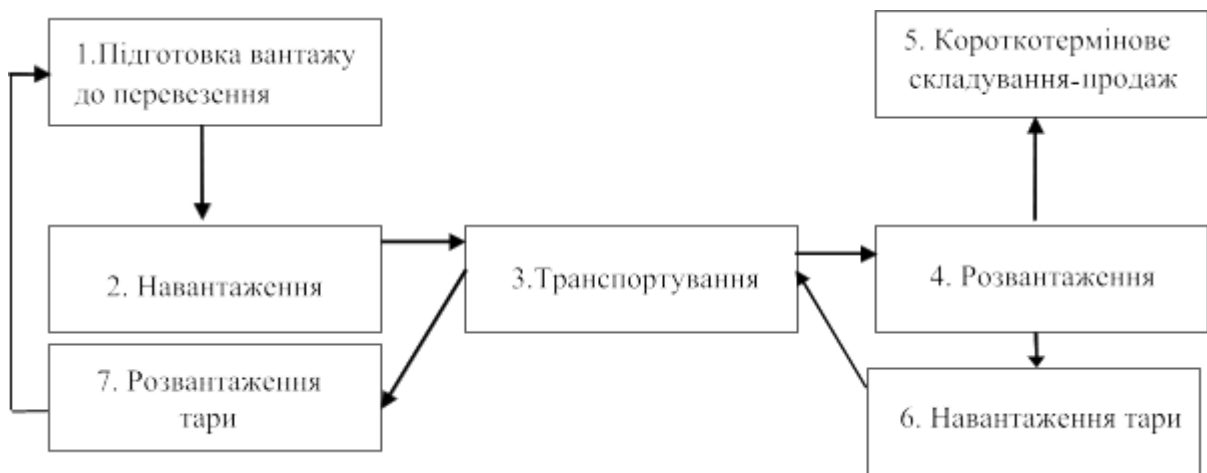 1.Підготовка вантажу
до перевезення
5. Короткотермінове
складування-продаж
2. Навантаження
3.Транспортування
4. Розвантаження
7. Розвантаження
тари
6. Навантаження тари